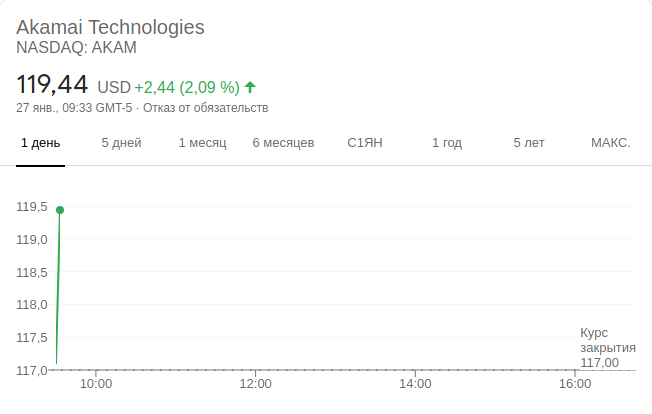 Akamai Technologies
NASDAQ: AKAM
119,44 USD +2,44 (2,09 %)
27 янв., 09:33 GMT-5 · Отказ от обязательств
1 день 5 дней 1 месяц 6 месяцев С1ЯН 1 год 5 лет МАКС.
119,5
119,0
118,5
118,0
117,5
117,0
Курс
закрытия
117,00
10:00 12:00 14:00 16:00